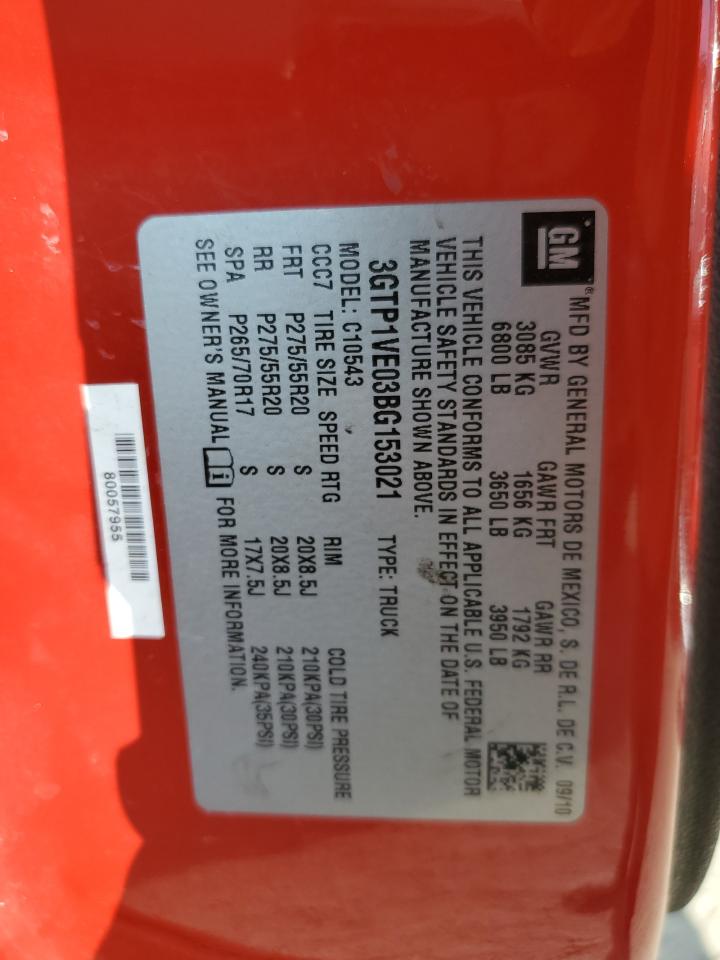 GM
MFD BY GENERAL MOTORS DE MEXICO, S. DE R.L. DE C.V. 09/10
GVWR GAWR FRT GAWR RR
3085 KG 1656 KG 1792 KG
6800 LB 3650 LB 3950 LB
THIS VEHICLE CONFORMS TO ALL APPLICABLE U.S. FEDERAL MOTOR
VEHICLE SAFETY STANDARDS IN EFFECT ON THE DATE OF
MANUFACTURE SHOWN ABOVE.
3GTP1VE03BG153021 TYPE: TRUCK
MODEL: C10543
CCC7 TIRE SIZE SPEED RTG RIM COLD TIRE PRESSURE
FRT P275/55R20 S 20X8.5J 210KPA(30PSI)
RR P275/55R20 S 20X8.5J 210KPA(30PSI)
SPA P265/70R17 S 17X7.5J 240KPA(35PSI)
SEE OWNER'S MANUAL FOR MORE INFORMATION.
80057955